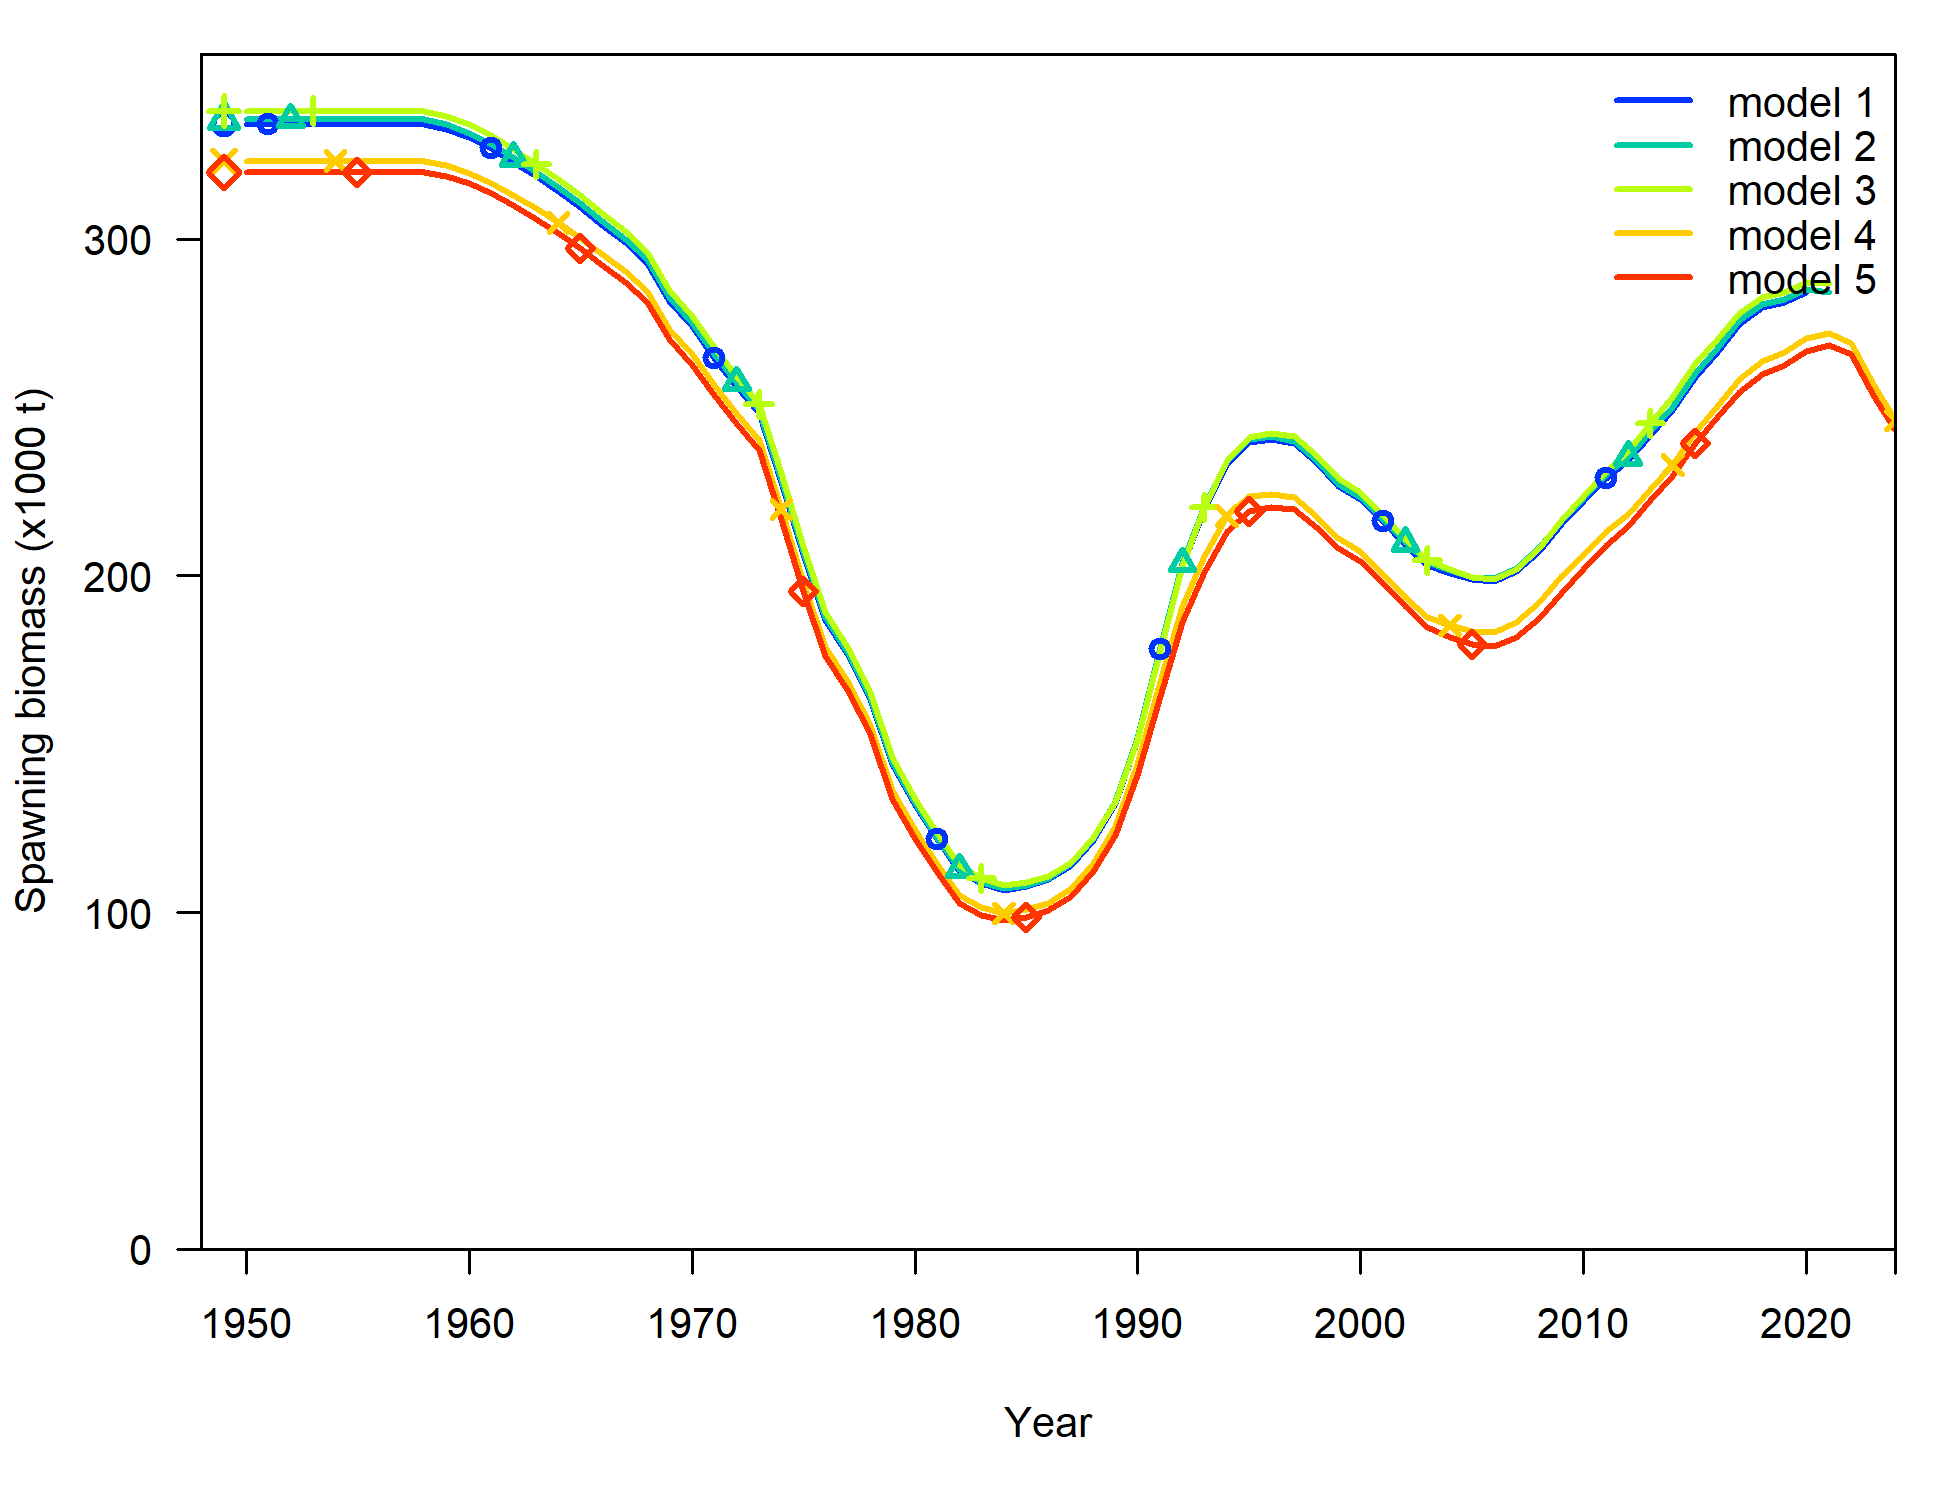 model 1
model 2
model 3
model 4
model 5
Spawning biomass (x1000 t)
300
200
100
0
1950 1960 1970 1980 1990 2000 2010 2020
Year